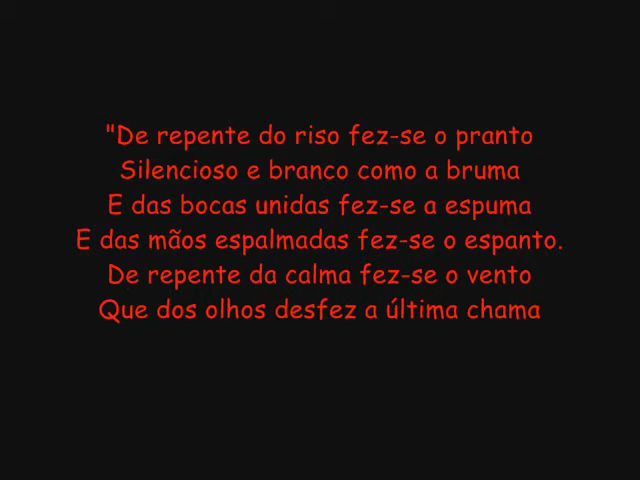 "De repente do riso fez-se o pranto
Silencioso e branco como a bruma
E das bocas unidas fez-se a espuma
E das mãos espalmadas fez-se o espanto.
De repente da calma fez-se o vento
Que dos olhos desfez a última chama